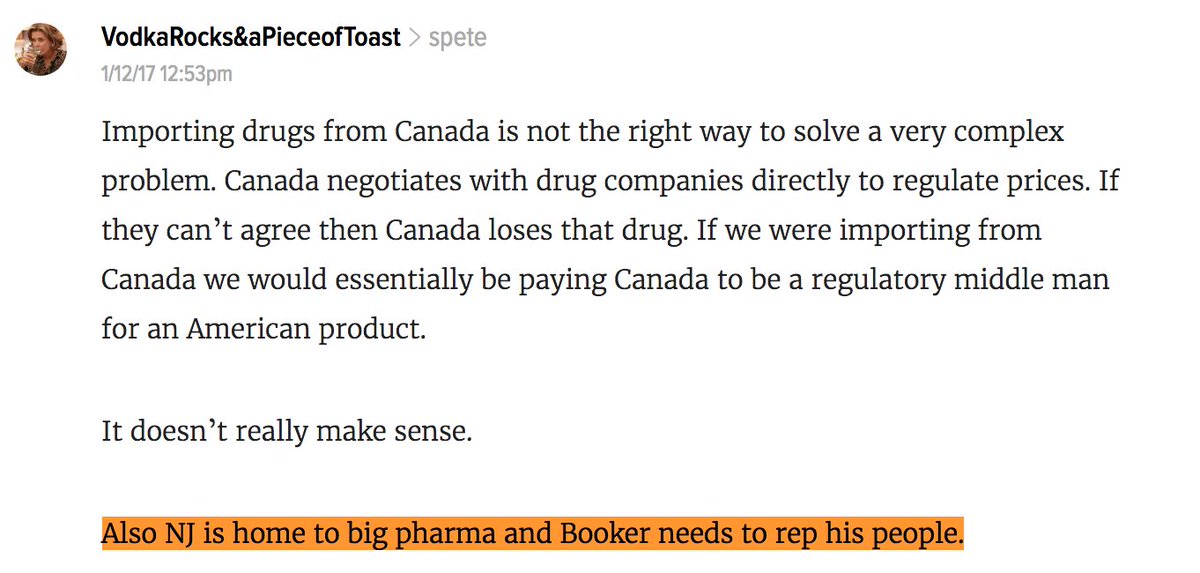 VodkaRocks&aPieceofToast > spete
1/12/17 12:53pm
Importing drugs from Canada is not the right way to solve a very complex
problem. Canada negotiates with drug companies directly to regulate prices. If
they can’t agree then Canada loses that drug. If we were importing from
Canada we would essentially be paying Canada to be a regulatory middle man
for an American product.
It doesn’t really make sense.
Also NJ is home to big pharma and Booker needs to rep his people.